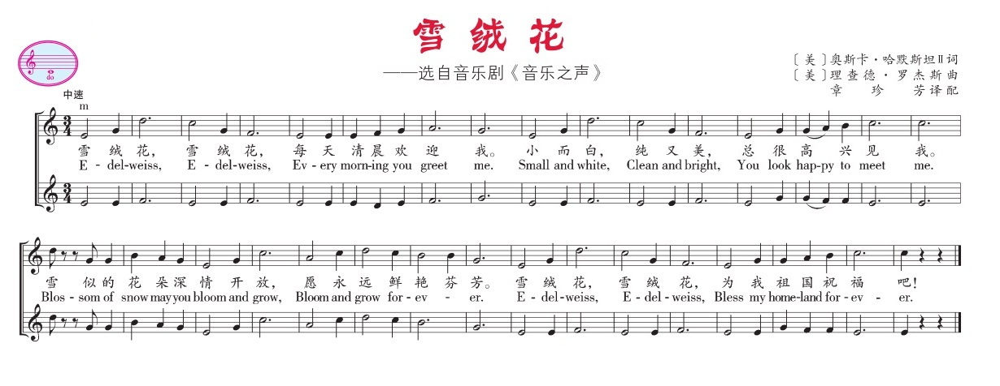 雪绒花
——选自音乐剧《音乐之声》
[美]奥斯卡·哈默斯坦Ⅱ词
[美]理查德·罗杰斯曲
章珍芳译配
do
中速
m
3
4
雪 绒 花, 雪 绒 花, 每 天 清 晨 欢 迎 我。 小 而 白, 纯 又 美, 总 很 高 兴 见 我。
E-del-weiss, E-del-weiss, Ev-ery morn-ing you greet me. Small and white, Clean and bright, You look hap-py to meet me.
3
4
雪 似 的 花 朵 深 情 开 放, 愿 永 远 鲜 艳 芬 芳。 雪 绒 花, 雪 绒 花, 为 我 祖 国 祝 福 吧!
Blos-som of snow may you bloom and grow, Bloom and grow for-ev-er. E-del-weiss, E-del-weiss, Bless my home-land for-ev-er.